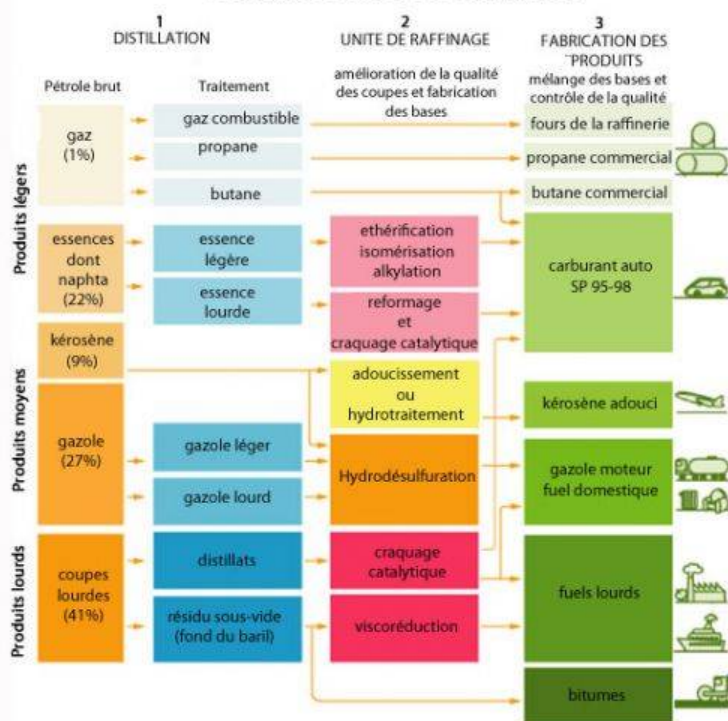 1
DISTILLATION
2
UNITE DE RAFFINAGE
3
FABRICATION DES
PRODUITS
Pétrole brut
Traitement
amélioration de la qualité
des coupes et fabrication
des bases
mélange des bases et
contrôle de la qualité
Produits légers
gaz
(1%)
gaz combustible
fours de la raffinerie
propane
propane commercial
butane
butane commercial
essences
dont
naphta
(22%)
essence
légère
ethérification
isomérisation
alkylation
carburant auto
SP 95-98
essence
lourde
reformage
et
craquage catalytique
Produits moyens
kérosène
(9%)
adoucissement
ou
hydrotraitement
kérosène adouci
gazole
(27%)
gazole léger
gazole lourd
Hydrodésulfuration
gazole moteur
fuel domestique
Produits lourds
coupes
lourdes
(41%)
distillats
craquage
catalytique
fuels lourds
résidu sous-vide
(fond du baril)
viscoréduction
bitumes